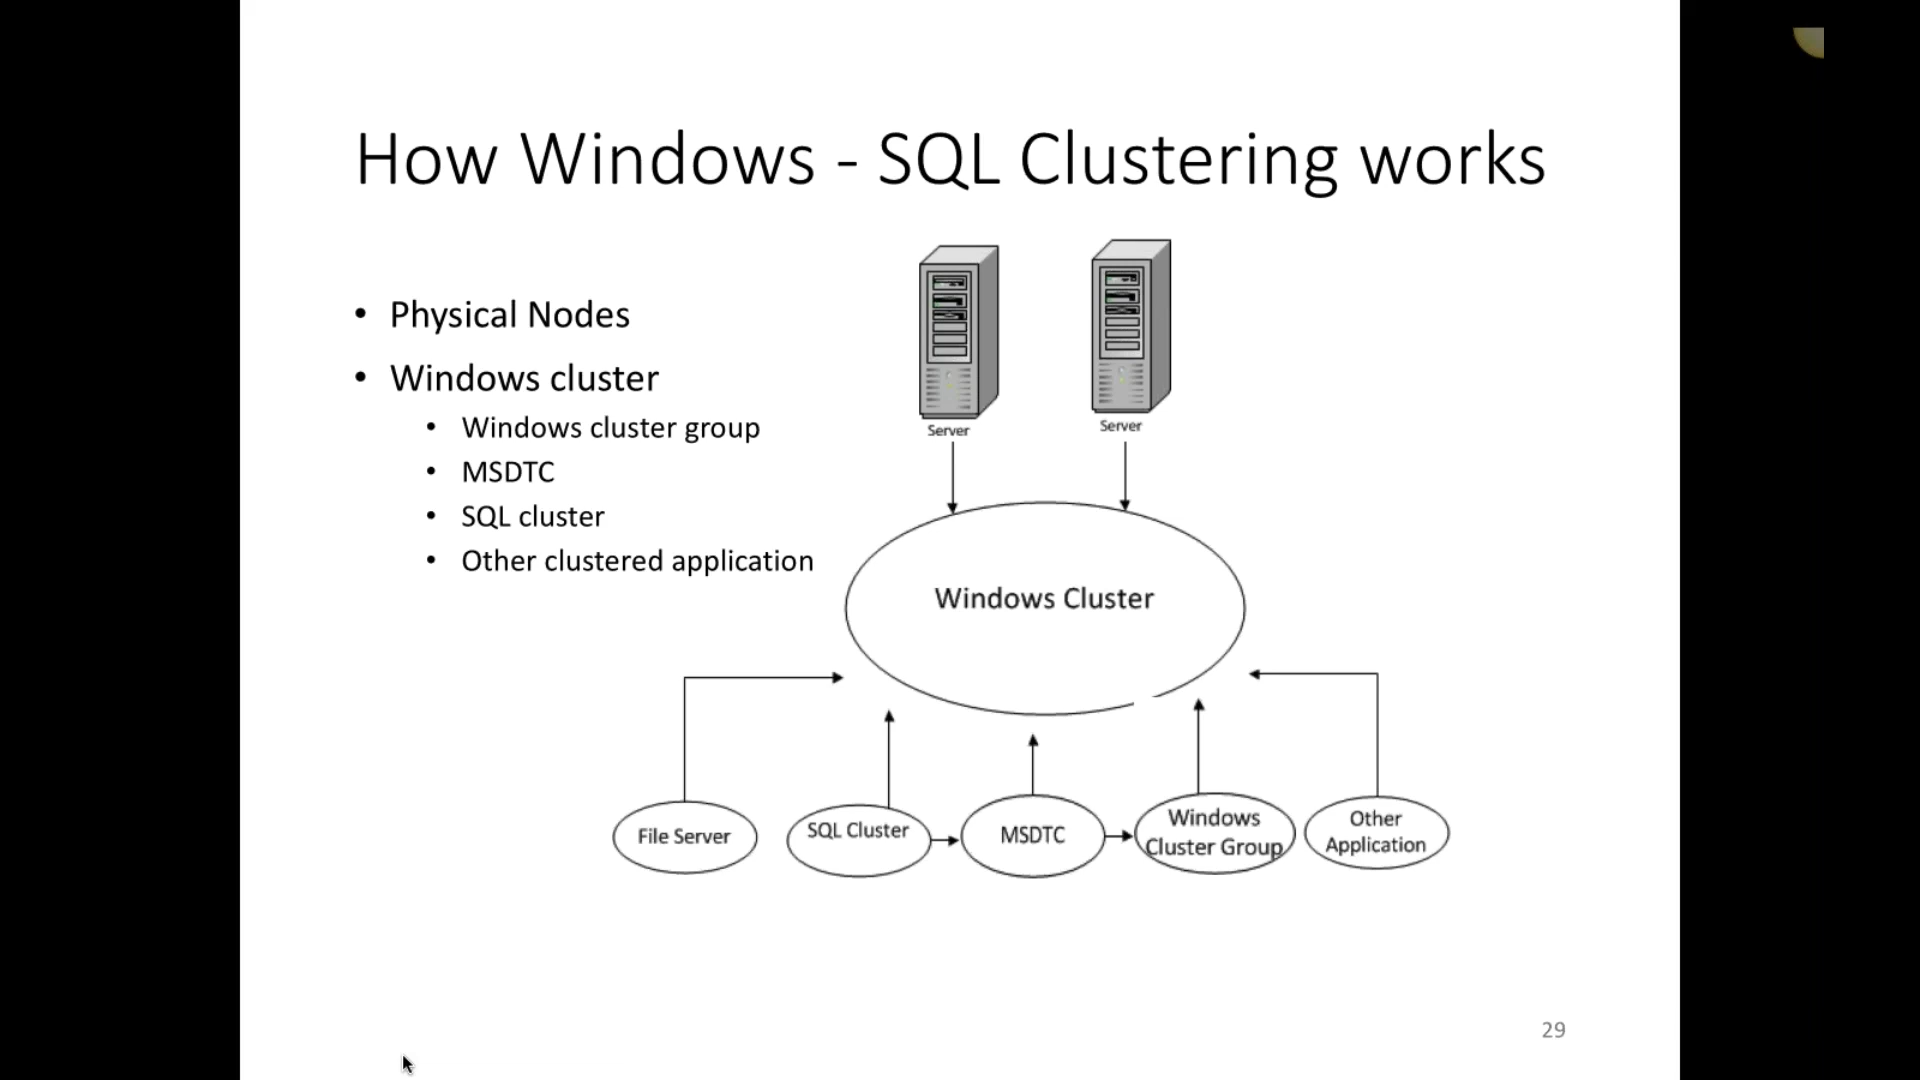 How Windows - SQL Clustering works
• Physical Nodes
• Windows cluster
• Windows cluster group
• MSDTC
• SQL cluster
• Other clustered application
Server
Server
Windows Cluster
File Server
SQL Cluster
MSDTC
Windows
Cluster Group
Other
Application
29